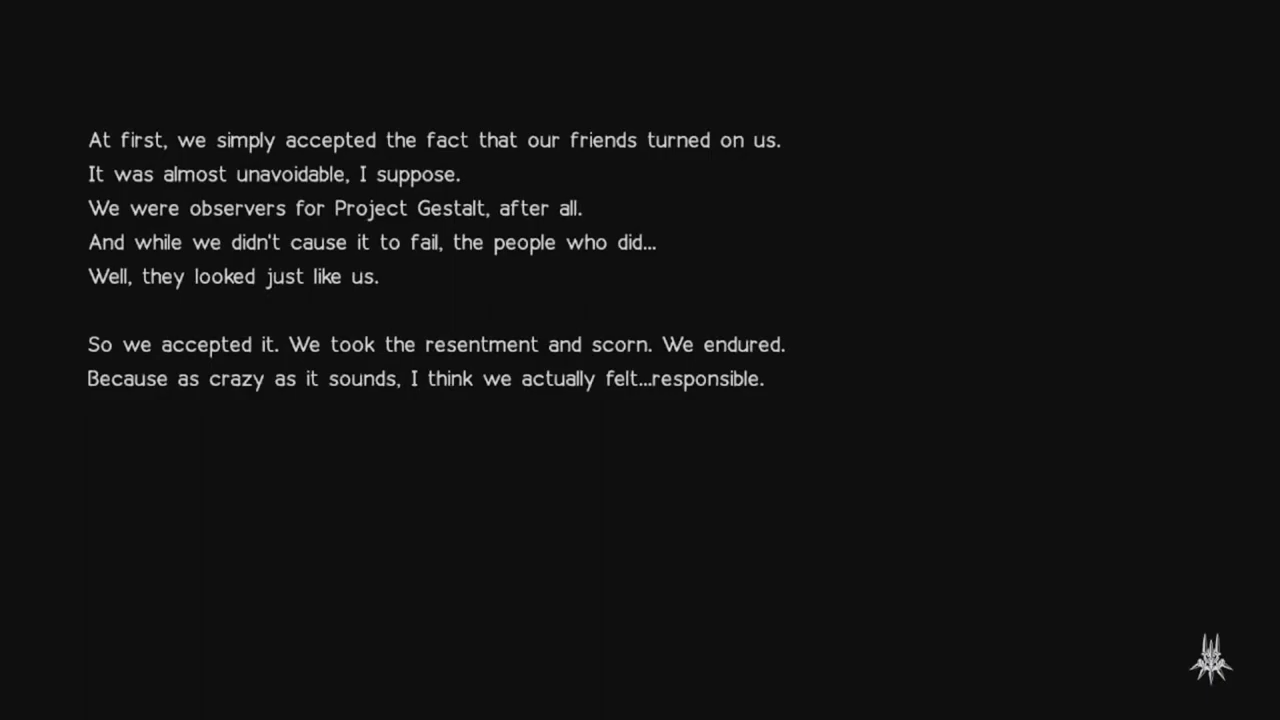 At first, we simply accepted the fact that our friends turned on us.
It was almost unavoidable, I suppose.
We were observers for Project Gestalt, after all.
And while we didn't cause it to fail, the people who did...
Well, they looked just like us.
So we accepted it. We took the resentment and scorn. We endured.
Because as crazy as it sounds, I think we actually felt...responsible.